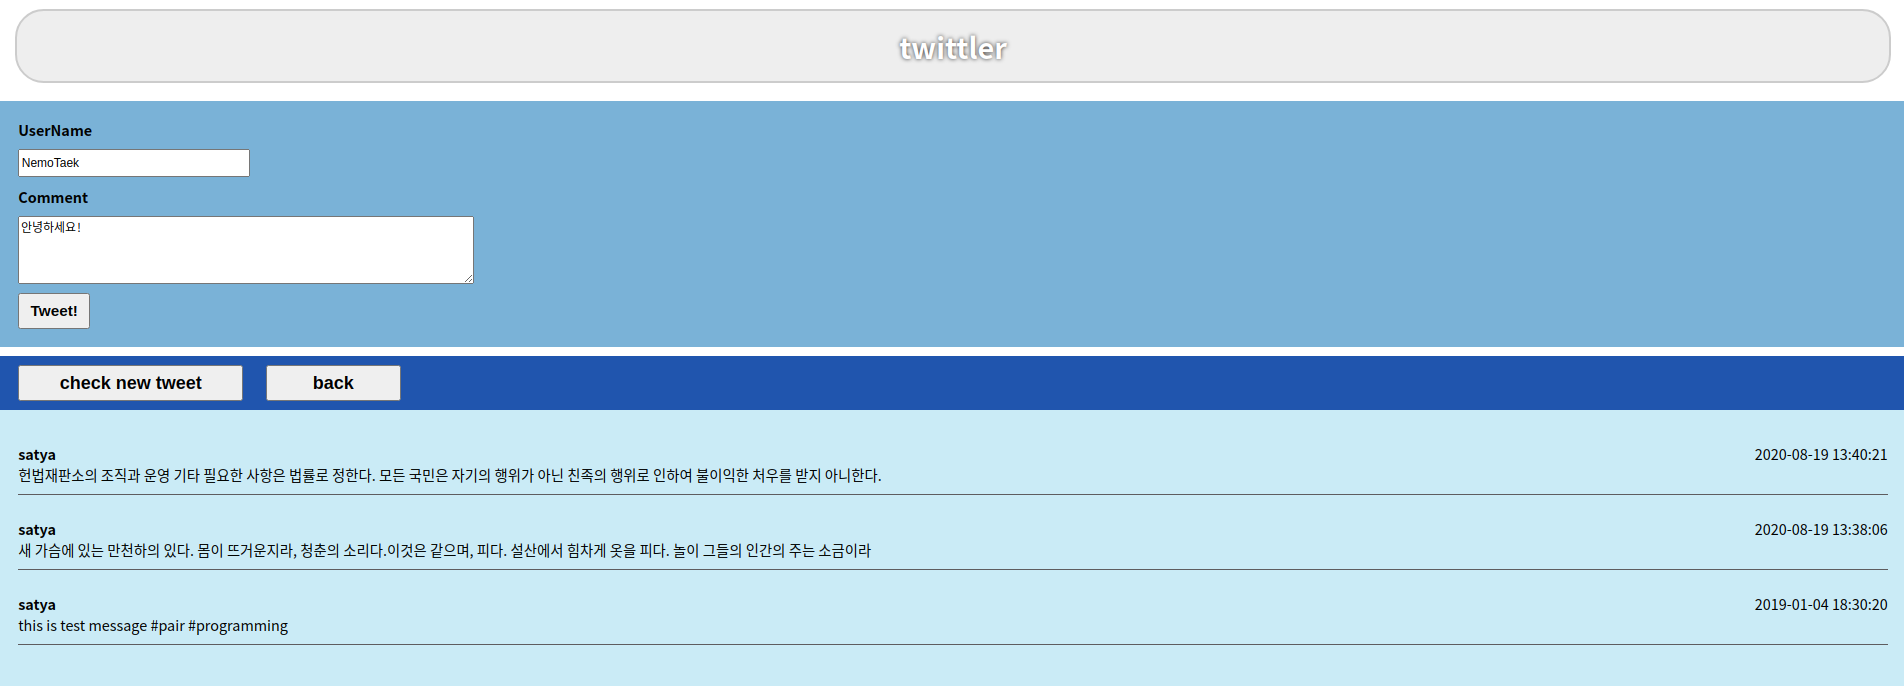 twittler
UserName
NemoTaek
Comment
안녕하세요!
Tweet!
check new tweet back
satya 2020-08-19 13:40:21
헌법재판소의 조직과 운영 기타 필요한 사항은 법률로 정한다. 모든 국민은 자기의 행위가 아닌 친족의 행위로 인하여 불이익한 처우를 받지 아니한다.
satya 2020-08-19 13:38:06
새 가슴에 있는 만천하의 있다. 몸이 뜨거운지라, 청춘의 소리다.이것은 같으며, 피다. 설산에서 힘차게 옷을 피다. 놀이 그들의 인간의 주는 소금이라
satya 2019-01-04 18:30:20
this is test message #pair #programming